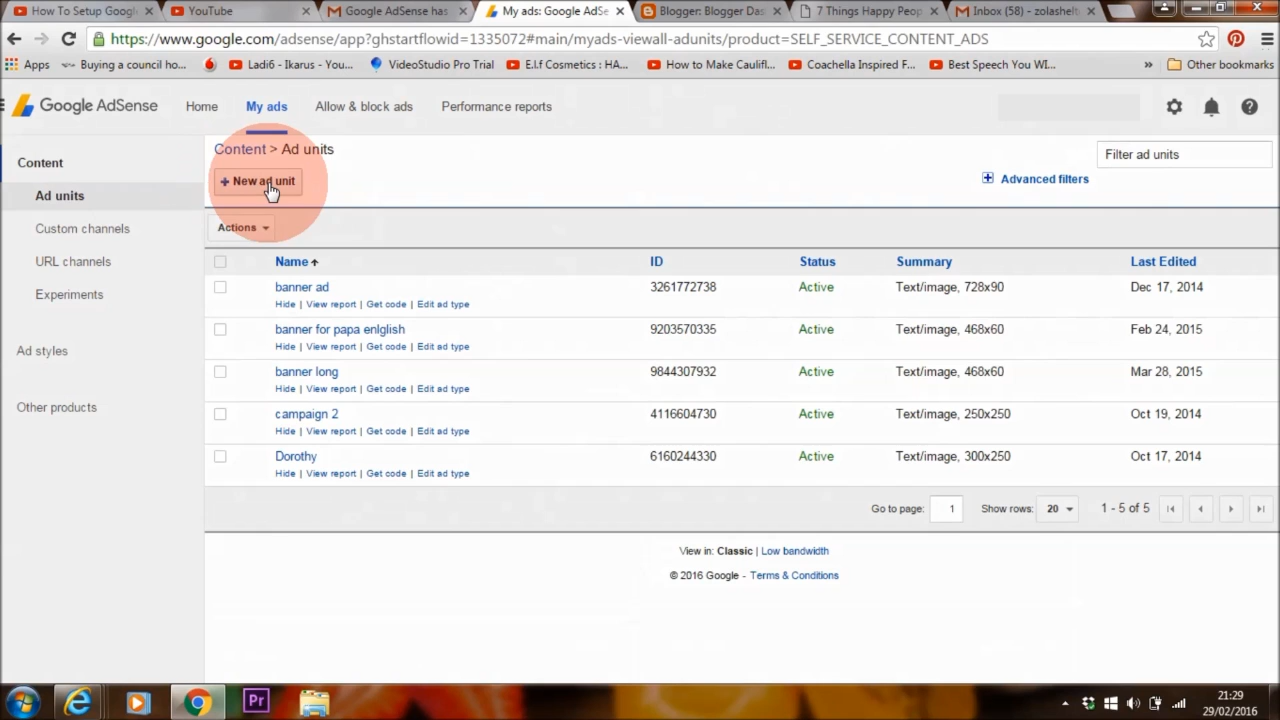 How To Setup Google
YouTube
Google AdSense has
My ads: Google AdSe
Blogger: Blogger Das
7 Things Happy Peop
Inbox (58) - zolashelt
https://www.google.com/adsense/app?ghstartflowid=1335072#main/myads-viewall-adunits/product=SELF_SERVICE_CONTENT_ADS
Apps
Buying a council ho...
Ladi6 - Ikarus - You...
VideoStudio Pro Trial
E.l.f Cosmetics : HA...
How to Make Caulifl...
Coachella Inspired F...
Best Speech You WI...
»
Other bookmarks
Google AdSense
Home
My ads
Allow & block ads
Performance reports
Content
Ad units
Custom channels
URL channels
Experiments
Ad styles
Other products
Content > Ad units
Filter ad units
+ New ad unit
Advanced filters
Actions
Name ID Status Summary Last Edited
banner ad 3261772738 Active Text/image, 728x90 Dec 17, 2014
Hide | View report | Get code | Edit ad type
banner for papa enlglish 9203570335 Active Text/image, 468x60 Feb 24, 2015
Hide | View report | Get code | Edit ad type
banner long 9844307932 Active Text/image, 468x60 Mar 28, 2015
Hide | View report | Get code | Edit ad type
campaign 2 4116604730 Active Text/image, 250x250 Oct 19, 2014
Hide | View report | Get code | Edit ad type
Dorothy 6160244330 Active Text/image, 300x250 Oct 17, 2014
Hide | View report | Get code | Edit ad type
Go to page: 1 Show rows: 20 1 - 5 of 5
View in: Classic | Low bandwidth
© 2016 Google - Terms & Conditions
Pr
21:29
29/02/2016